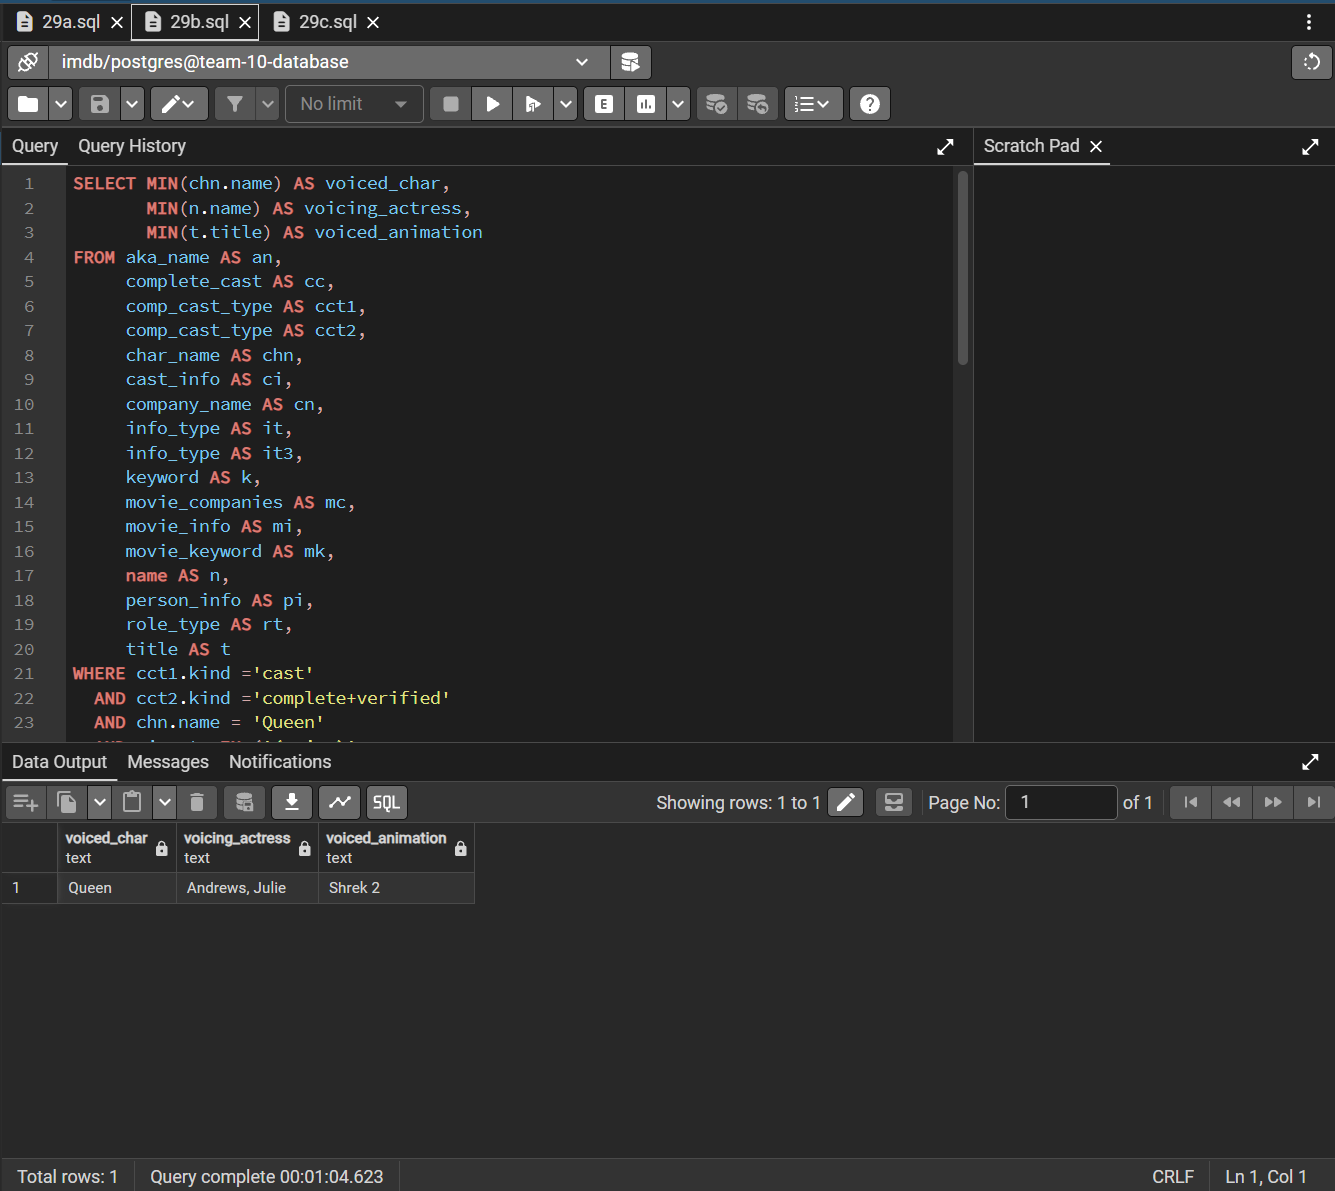 29a.sql 29b.sql 29c.sql
imdb/postgres@team-10-database
No limit E
Query Query History Scratch Pad
1 SELECT MIN(chn.name) AS voiced_char,
2 MIN(n.name) AS voicing_actress,
3 MIN(t.title) AS voiced_animation
4 FROM aka_name AS an,
5 complete_cast AS cc,
6 comp_cast_type AS cct1,
7 comp_cast_type AS cct2,
8 char_name AS chn,
9 cast_info AS ci,
10 company_name AS cn,
11 info_type AS it,
12 info_type AS it3,
13 keyword AS k,
14 movie_companies AS mc,
15 movie_info AS mi,
16 movie_keyword AS mk,
17 name AS n,
18 person_info AS pi,
19 role_type AS rt,
20 title AS t
21 WHERE cct1.kind ='cast'
22 AND cct2.kind ='complete+verified'
23 AND chn.name = 'Queen'
Data Output Messages Notifications
SQL Showing rows: 1 to 1 Page No: 1 of 1
voiced_char voicing_actress voiced_animation
text text text
1 Queen Andrews, Julie Shrek 2
Total rows: 1 Query complete 00:01:04.623 CRLF Ln 1, Col 1